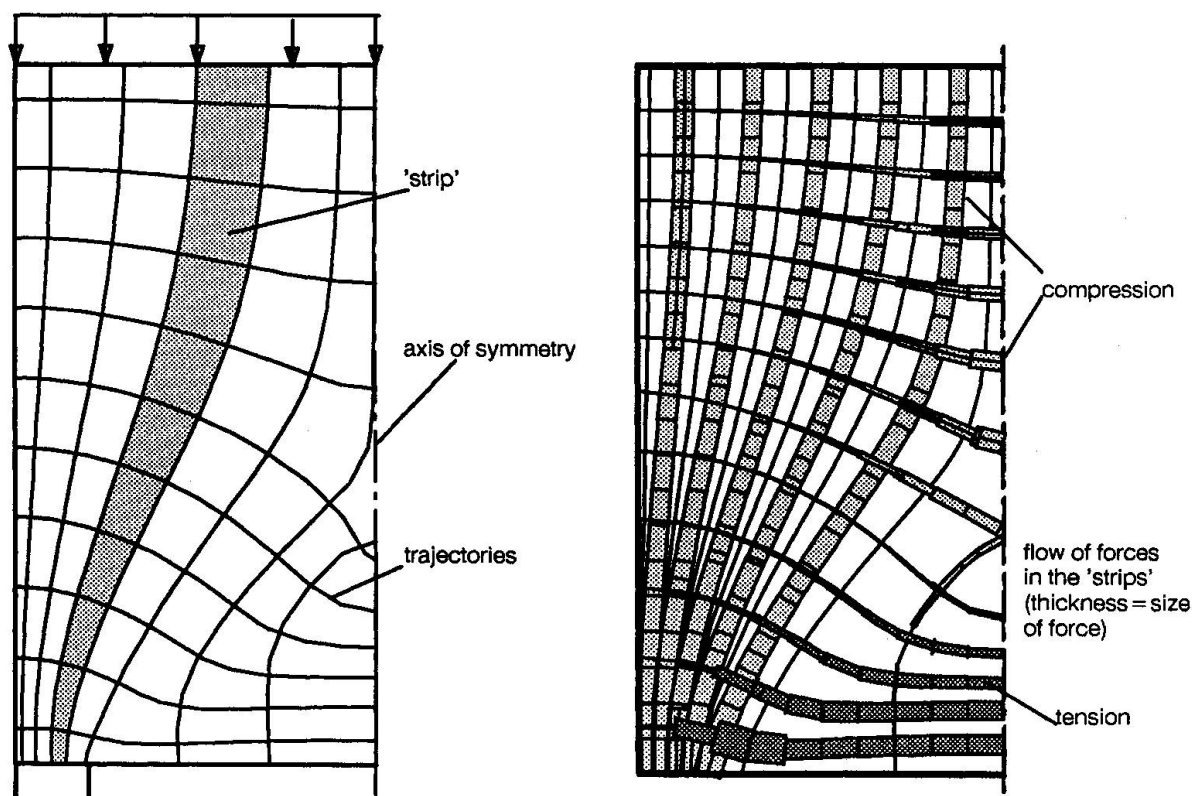 'strip'
axis of symmetry
trajectories
compression
flow of forces
in the 'strips'
(thickness = size
of force)
tension